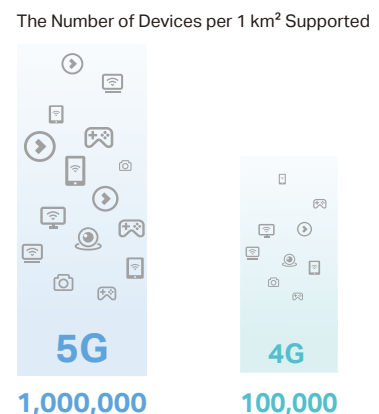 The Number of Devices per 1 km² Supported
5G
4G
1,000,000
100,000